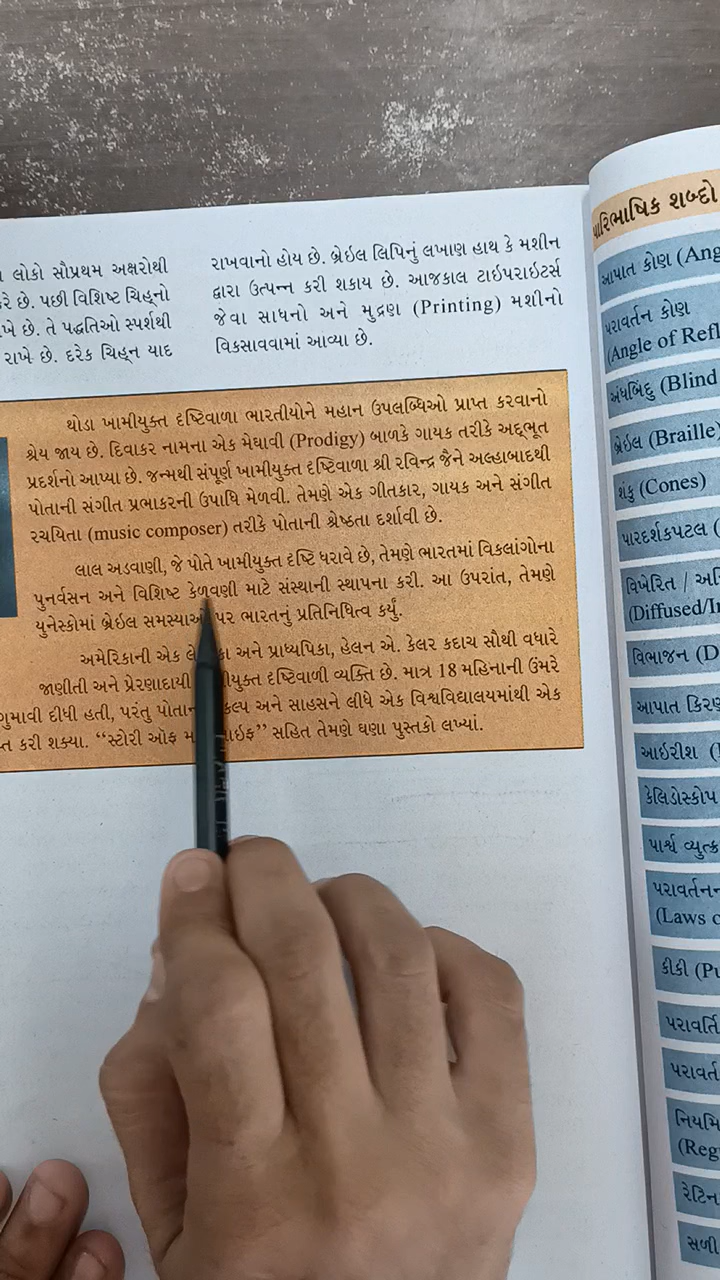 લોકો સૌપ્રથમ અક્ષરોથી
રે છે. પછી વિશિષ્ટ ચિહ્નો
ખે છે. તે પદ્ધતિઓ સ્પર્શથી
રાખે છે. દરેક ચિહ્ન યાદ
રાખવાનો હોય છે. બ્રેઇલ લિપિનું લખાણ હાથ કે મશીન
દ્વારા ઉત્પન્ન કરી શકાય છે. આજકાલ ટાઇપરાઇટર્સ
જેવા સાધનો અને મુદ્રણ (Printing) મશીનો
વિકસાવવામાં આવ્યા છે.
થોડા ખામીયુક્ત દૃષ્ટિવાળા ભારતીયોને મહાન ઉપલબ્ધિઓ પ્રાપ્ત કરવાનો
શ્રેય જાય છે. દિવાકર નામના એક મેઘાવી (Prodigy) બાળકે ગાયક તરીકે અદ્ભૂત
પ્રદર્શનો આપ્યા છે. જન્મથી સંપૂર્ણ ખામીયુક્ત દૃષ્ટિવાળા શ્રી રવિન્દ્ર જૈને અલ્હાબાદથી
પોતાની સંગીત પ્રભાકરની ઉપાધિ મેળવી. તેમણે એક ગીતકાર, ગાયક અને સંગીત
રચયિતા (music composer) તરીકે પોતાની શ્રેષ્ઠતા દર્શાવી છે.
લાલ અડવાણી, જે પોતે ખામીયુક્ત દૃષ્ટિ ધરાવે છે, તેમણે ભારતમાં વિકલાંગોના
પુનર્વસન અને વિશિષ્ટ કેળવણી માટે સંસ્થાની સ્થાપના કરી. આ ઉપરાંત, તેમણે
યુનેસ્કોમાં બ્રેઇલ સમસ્યાઓ પર ભારતનું પ્રતિનિધિત્વ કર્યું.
અમેરિકાની એક અને પ્રાધ્યપિકા, હેલન એ. કેલર કદાચ સૌથી વધારે
જાણીતી અને પ્રેરણાદાયી દૃષ્ટિવાળી વ્યક્તિ છે. માત્ર 18 મહિનાની ઉંમરે
ગુમાવી દીધી હતી, પરંતુ અને સાહસને લીધે એક વિશ્વવિદ્યાલયમાંથી એક
કરી શક્યા. “સ્ટોરી ઑફ સહિત તેમણે ઘણા પુસ્તકો લખ્યાં.
પારિભાષિક શબ્દો
આપાત કોણ (Ang
પરાવર્તન કોણ
(Angle of Refl
અંધબિંદુ (Blind
બ્રેઇલ (Braille)
શંકુ (Cones)
પારદર્શકપટલ (
વિખેરિત / અનિ
(Diffused/Ir
વિભાજન (D
આપાત કિરણ
આઇરીશ (I
કેલિડોસ્કોપ
પાર્શ્વ વ્યુત્ક્ર
પરાવર્તનન
(Laws o
કીકી (Pu
પરાવર્તિ
પરાવર્ત
નિયમિ
(Reg
રેટિન
સળી